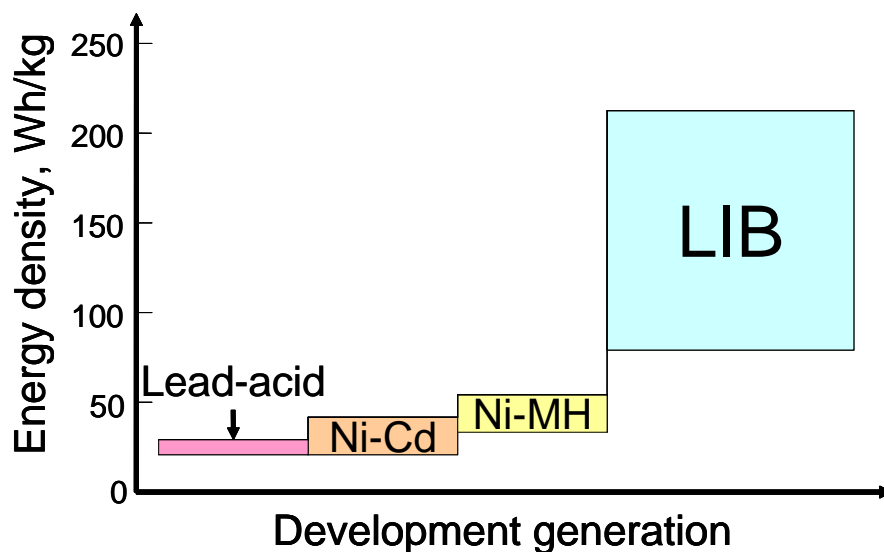 Energy density, Wh/kg
250
200
150
100
50
0
Lead-acid
Ni-Cd
Ni-MH
LIB
Development generation